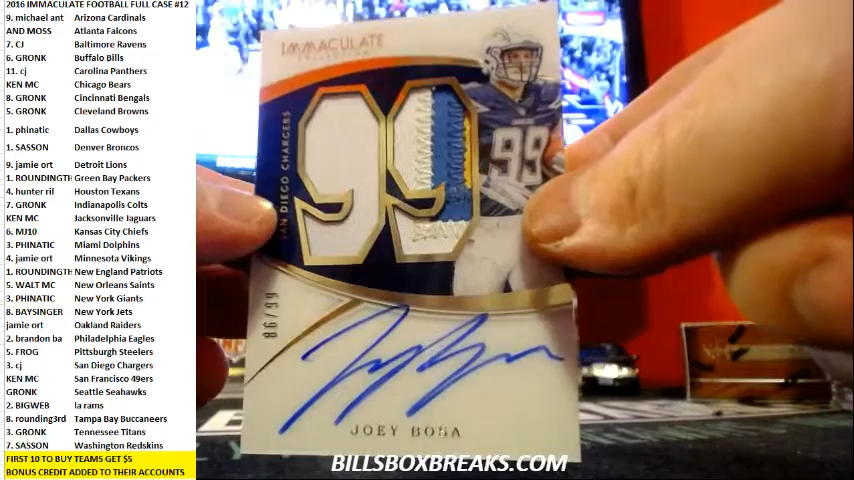 2016 IMMACULATE FOOTBALL FULL CASE #12
9. michael ant Arizona Cardinals
AND MOSS Atlanta Falcons
7. CJ Baltimore Ravens
6. GRONK Buffalo Bills
11. cj Carolina Panthers
KEN MC Chicago Bears
8. GRONK Cincinnati Bengals
5. GRONK Cleveland Browns
1. phinatic Dallas Cowboys
1. SASSON Denver Broncos
9. jamie ort Detroit Lions
1. ROUNDINGTH Green Bay Packers
4. hunter ril Houston Texans
7. GRONK Indianapolis Colts
KEN MC Jacksonville Jaguars
6. MJ10 Kansas City Chiefs
3. PHINATIC Miami Dolphins
4. jamie ort Minnesota Vikings
1. ROUNDINGTH New England Patriots
5. WALT MC New Orleans Saints
3. PHINATIC New York Giants
8. BAYSINGER New York Jets
jamie ort Oakland Raiders
2. brandon ba Philadelphia Eagles
5. FROG Pittsburgh Steelers
3. cj San Diego Chargers
KEN MC San Francisco 49ers
GRONK Seattle Seahawks
2. BIGWEB la rams
8. rounding3rd Tampa Bay Buccaneers
3. GRONK Tennessee Titans
7. SASSON Washington Redskins
FIRST 10 TO BUY TEAMS GET $5
BONUS CREDIT ADDED TO THEIR ACCOUNTS
IMMACULATE
COLLECTION
SAN DIEGO CHARGERS
99
99
86/99
JOEY BOSA
BILLSBOXBREAKS.COM